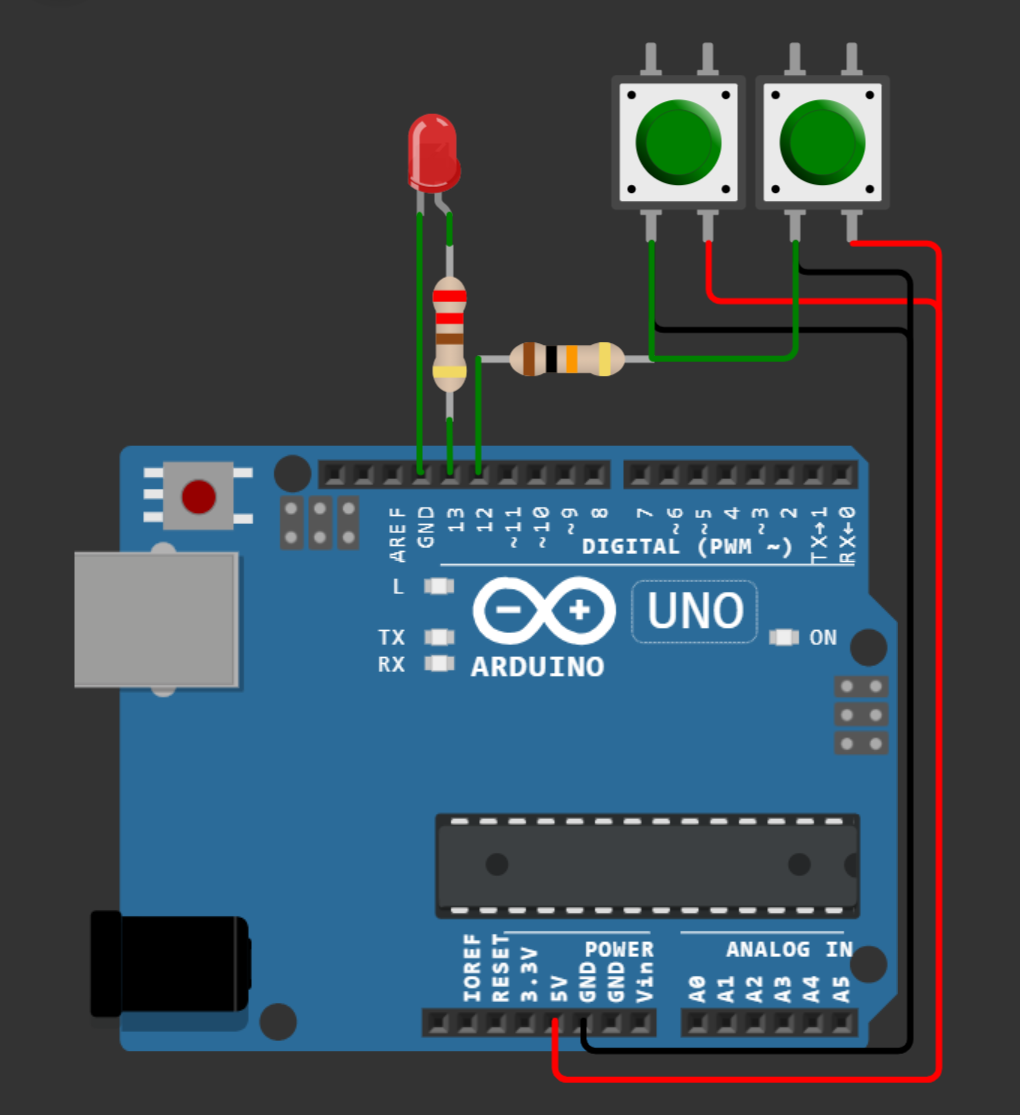 AREF
GND
13
12
~11
~10
~9
8
7
~6
~5
4
~3
2
TX→1
RX←0
DIGITAL (PWM ~)
L
TX
RX
UNO
ON
ARDUINO
POWER
ANALOG IN
IOREF
RESET
3.3V
5V
GND
GND
Vin
A0
A1
A2
A3
A4
A5